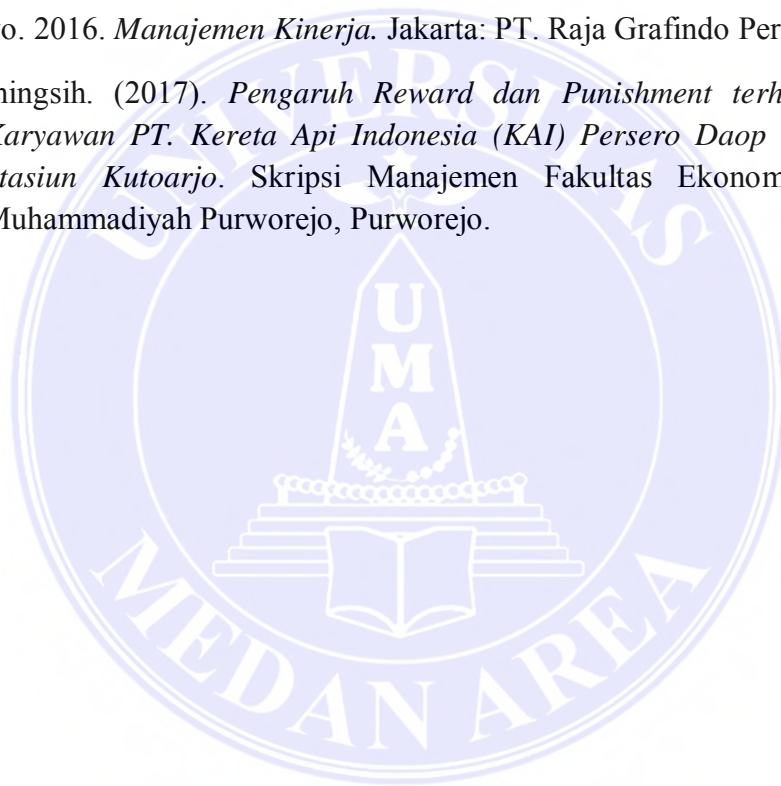 o. 2016. Manajemen Kinerja. Jakarta: PT. Raja Grafindo Per
ningsih. (2017). Pengaruh Reward dan Punishment terh
Karyawan PT. Kereta Api Indonesia (KAI) Persero Daop
tasiun Kutoarjo. Skripsi Manajemen Fakultas Ekonom
Muhammadiyah Purworejo, Purworejo.
UNIVERSITAS
UMA
MEDAN AREA